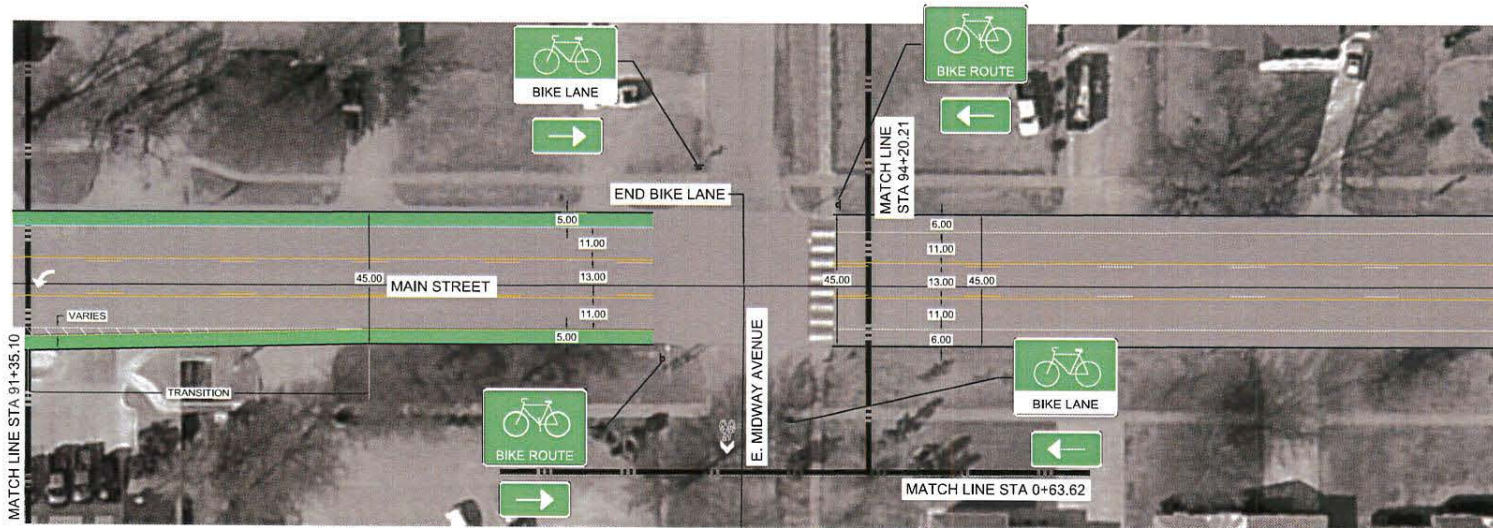 BIKE LANE
BIKE ROUTE
MATCH LINE
STA 94+20.21
END BIKE LANE
5.00
11.00
45.00
MAIN STREET
13.00
11.00
5.00
VARIES
TRANSITION
MATCH LINE STA 91+35.10
45.00
6.00
11.00
13.00
45.00
11.00
6.00
E. MIDWAY AVENUE
BIKE LANE
BIKE ROUTE
MATCH LINE STA 0+63.62